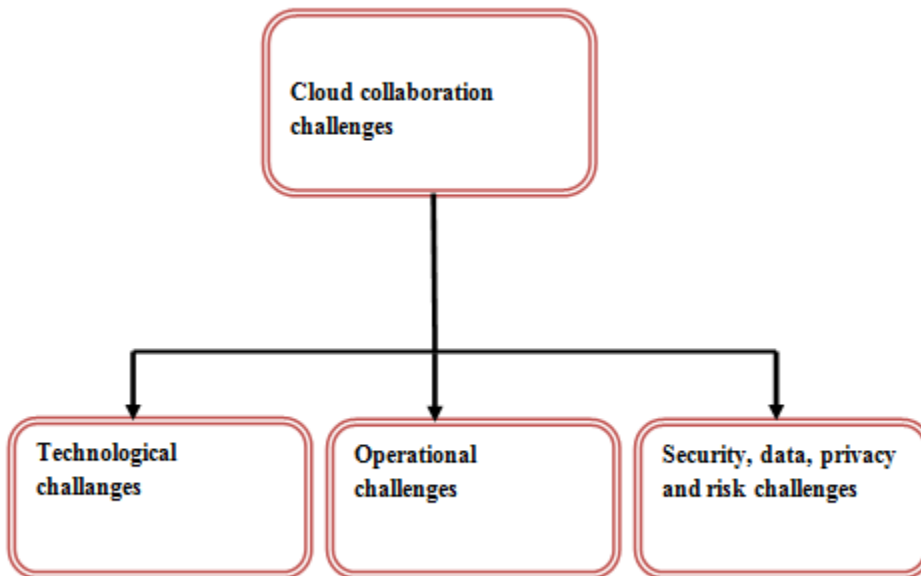 Cloud collaboration
challenges
Technological
challanges
Operational
challenges
Security, data, privacy
and risk challenges